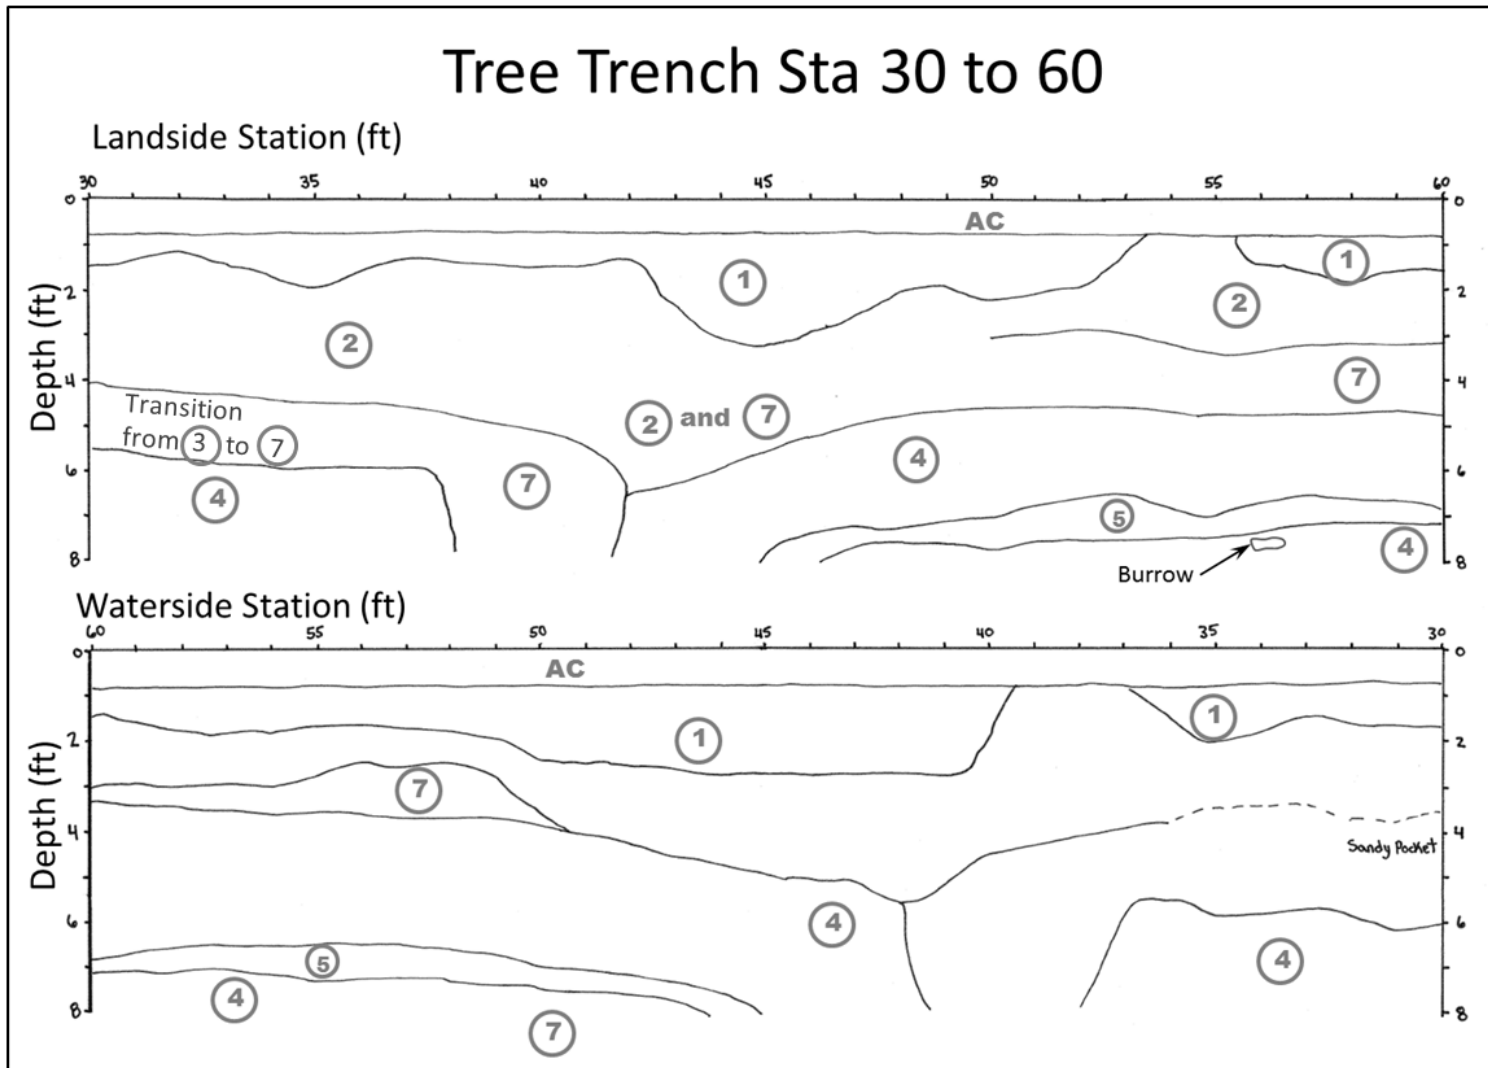 Tree Trench Sta 30 to 60
Landside Station (ft)
30 35 40 45 50 55 60
0 0
AC
1
1
2 2
2
2
4 4
7
Transition
2 and 7
from 3 to 7
4
6 6
7
4
5
4
8 8
Burrow
Depth (ft)
Waterside Station (ft)
60 55 50 45 40 35 30
0 0
AC
1
1
2 2
7
4 4
Sandy Pocket
6 6
4
5
4
4
8 8
7
Depth (ft)